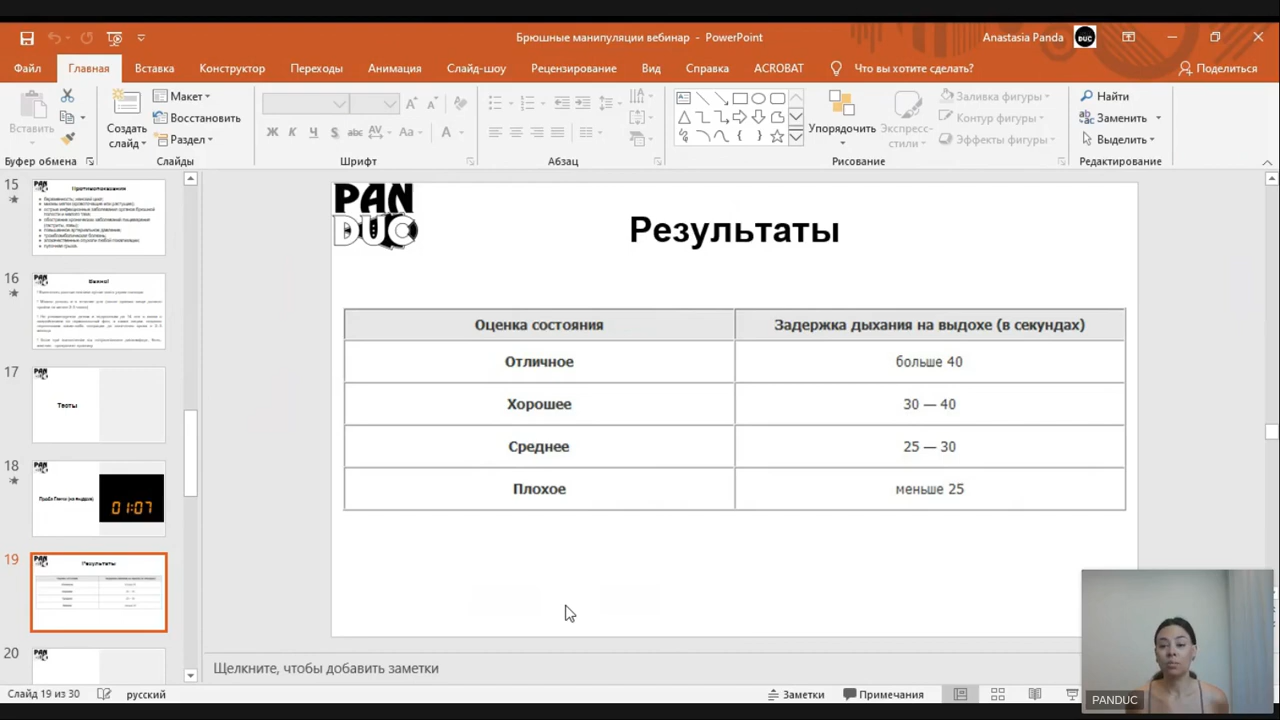 Брюшные манипуляции вебинар - PowerPoint
Anastasia Panda
DUC
Файл
Главная
Вставка
Конструктор
Переходы
Анимация
Слайд-шоу
Рецензирование
Вид
Справка
ACROBAT
Что вы хотите сделать?
Поделиться
Вставить
Создать слайд
Макет
Восстановить
Раздел
Упорядочить
Экспресс-стили
Заливка фигуры
Контур фигуры
Эффекты фигуры
Найти
Заменить
Выделить
Буфер обмена
Слайды
Шрифт
Абзац
Рисование
Редактирование
15
Противопоказания
16
Важно!
17
Тесты
18
01:07
19
Результаты
20
PAN
DUC
Результаты
Оценка состояния Задержка дыхания на выдохе (в секундах)
Отличное больше 40
Хорошее 30 — 40
Среднее 25 — 30
Плохое меньше 25
Щелкните, чтобы добавить заметки
Слайд 19 из 30
русский
Заметки
Примечания
PANDUC